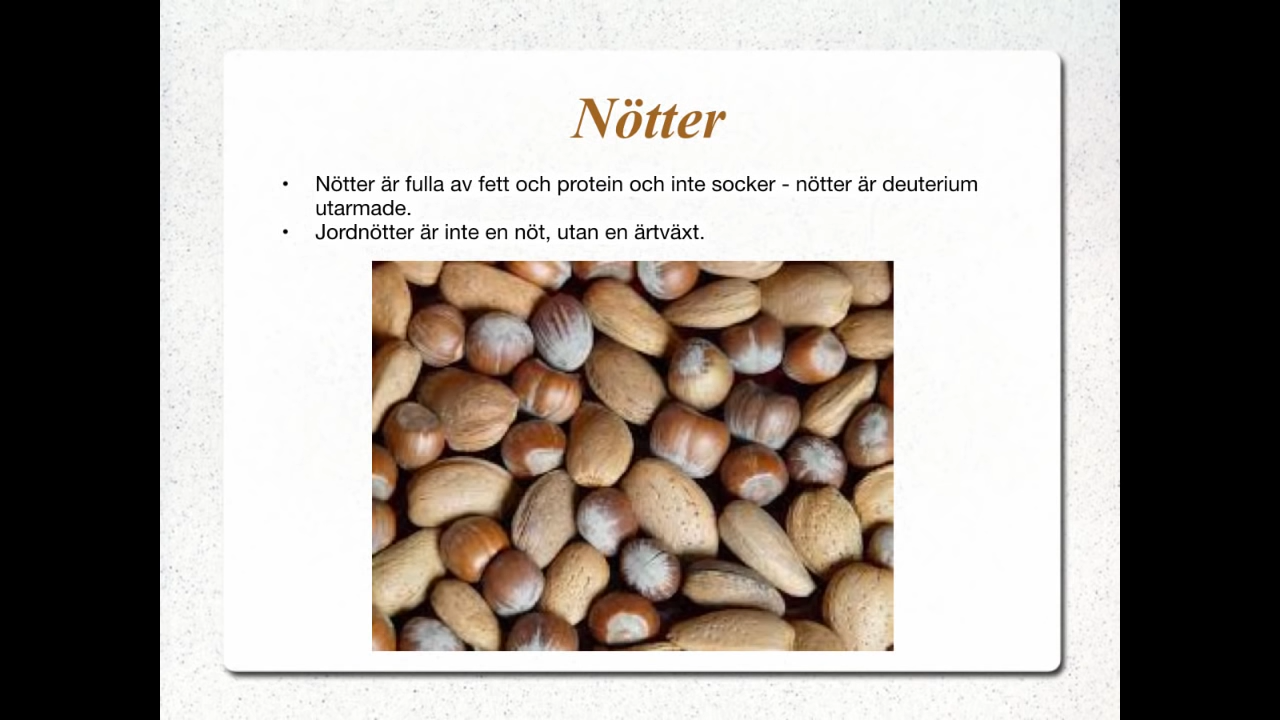 Nötter
• Nötter är fulla av fett och protein och inte socker - nötter är deuterium
utarmade.
• Jordnötter är inte en nöt, utan en ärtväxt.